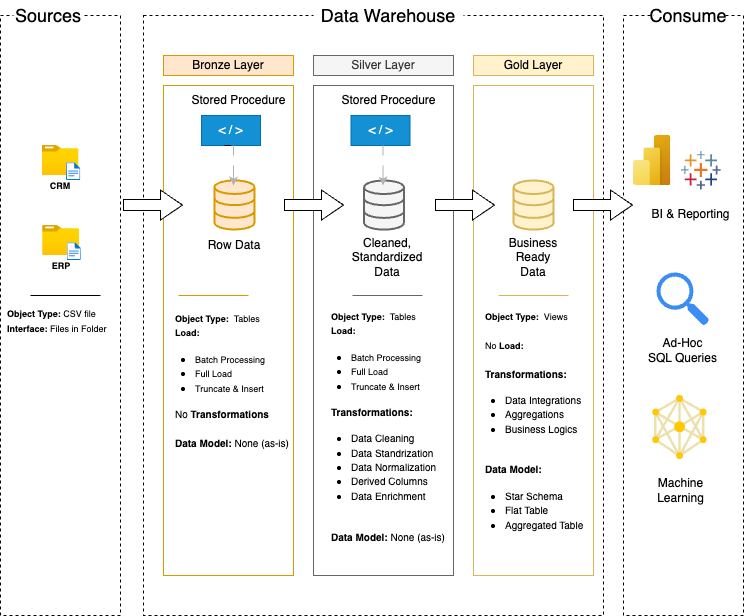 Sources
Data Warehouse
Consume
Bronze Layer
Silver Layer
Gold Layer
Stored Procedure
</>
Row Data
Stored Procedure
</>
Cleaned,
Standardized
Data
Business
Ready
Data
CRM
ERP
Object Type: CSV file
Interface: Files in Folder
Object Type: Tables
Load:
● Batch Processing
● Full Load
● Truncate & Insert
No Transformations
Data Model: None (as-is)
Object Type: Tables
Load:
● Batch Processing
● Full Load
● Truncate & Insert
Transformations:
● Data Cleaning
● Data Standrization
● Data Normalization
● Derived Columns
● Data Enrichment
Data Model: None (as-is)
Object Type: Views
No Load:
Transformations:
● Data Integrations
● Aggregations
● Business Logics
Data Model:
● Star Schema
● Flat Table
● Aggregated Table
BI & Reporting
Ad-Hoc
SQL Queries
Machine
Learning